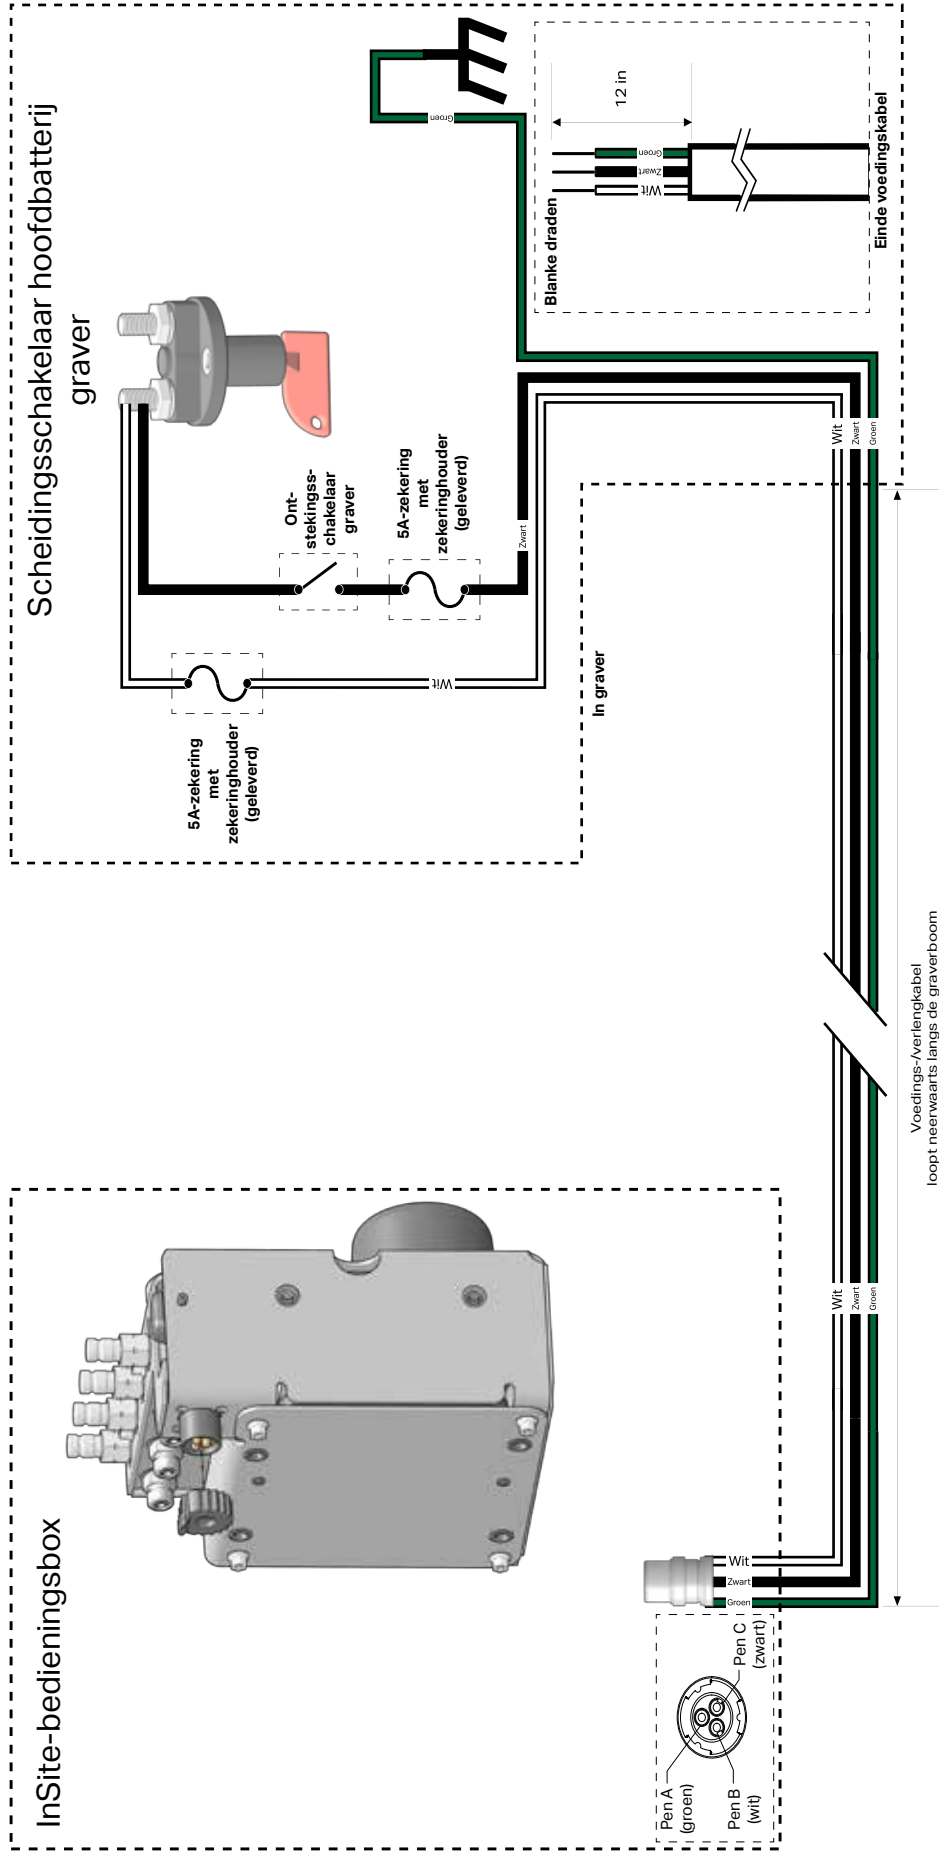 Scheidingsschakelaar hoofdbatterij
graver
5A-zekering
met
zekeringhouder
(geleverd)
Ont-
stekingss-
chakelaar
graver
5A-zekering
met
zekeringhouder
(geleverd)
Groen
Wit
Zwart
12 in
Blanke draden
Groen
Zwart
Wit
Einde voedingskabel
In graver
Wit
Zwart
Groen
Voedings-/verlengkabel
loopt neerwaarts langs de graverboom
InSite-bedieningsbox
Wit
Zwart
Groen
Wit
Zwart
Groen
Pen A
(groen)
Pen B
(wit)
Pen C
(zwart)